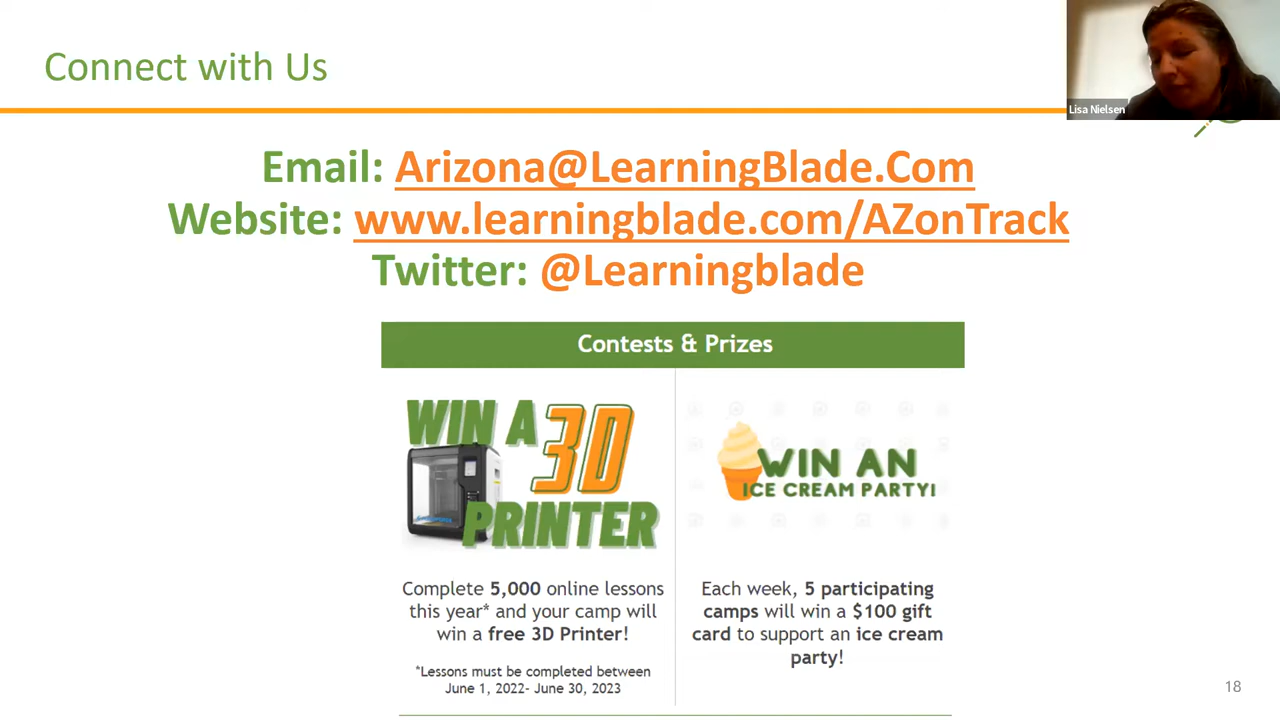 Connect with Us
Lisa Nielsen
Email: Arizona@LearningBlade.Com
Website: www.learningblade.com/AZonTrack
Twitter: @Learningblade
Contests & Prizes
WIN A 3D
PRINTER
Complete 5,000 online lessons
this year* and your camp will
win a free 3D Printer!
*Lessons must be completed between
June 1, 2022- June 30, 2023
WIN AN
ICE CREAM PARTY!
Each week, 5 participating
camps will win a $100 gift
card to support an ice cream
party!
18